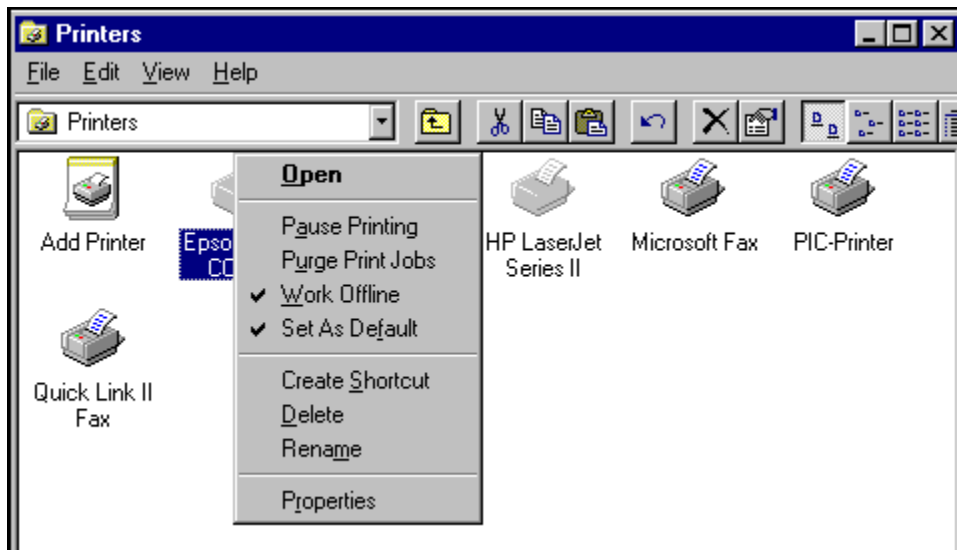 Printers
File Edit View Help
Printers
Add Printer
HP LaserJet
Series II
Microsoft Fax
PIC-Printer
Quick Link II
Fax
Open
Pause Printing
Purge Print Jobs
Work Offline
Set As Default
Create Shortcut
Delete
Rename
Properties